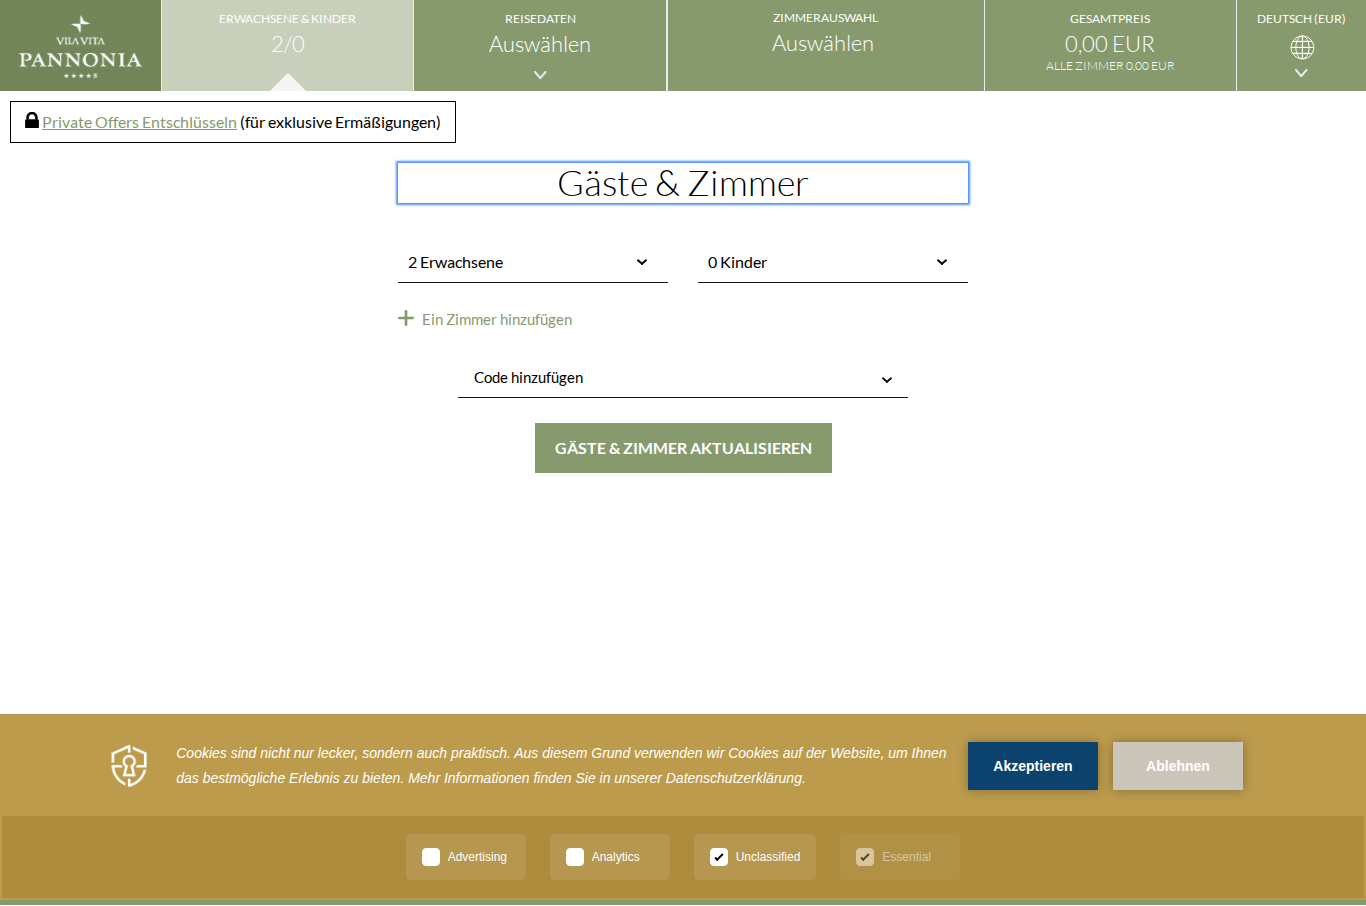 VILA VITA
PANNONIA
★★★★S
ERWACHSENE & KINDER
2/0
REISEDATEN
Auswählen
ZIMMERAUSWAHL
Auswählen
GESAMTPREIS
0,00 EUR
ALLE ZIMMER 0,00 EUR
DEUTSCH (EUR)
Private Offers Entschlüsseln (für exklusive Ermäßigungen)
Gäste & Zimmer
2 Erwachsene
0 Kinder
Ein Zimmer hinzufügen
Code hinzufügen
GÄSTE & ZIMMER AKTUALISIEREN
Cookies sind nicht nur lecker, sondern auch praktisch. Aus diesem Grund verwenden wir Cookies auf der Website, um Ihnen
das bestmögliche Erlebnis zu bieten. Mehr Informationen finden Sie in unserer Datenschutzerklärung.
Akzeptieren
Ablehnen
Advertising
Analytics
Unclassified
Essential